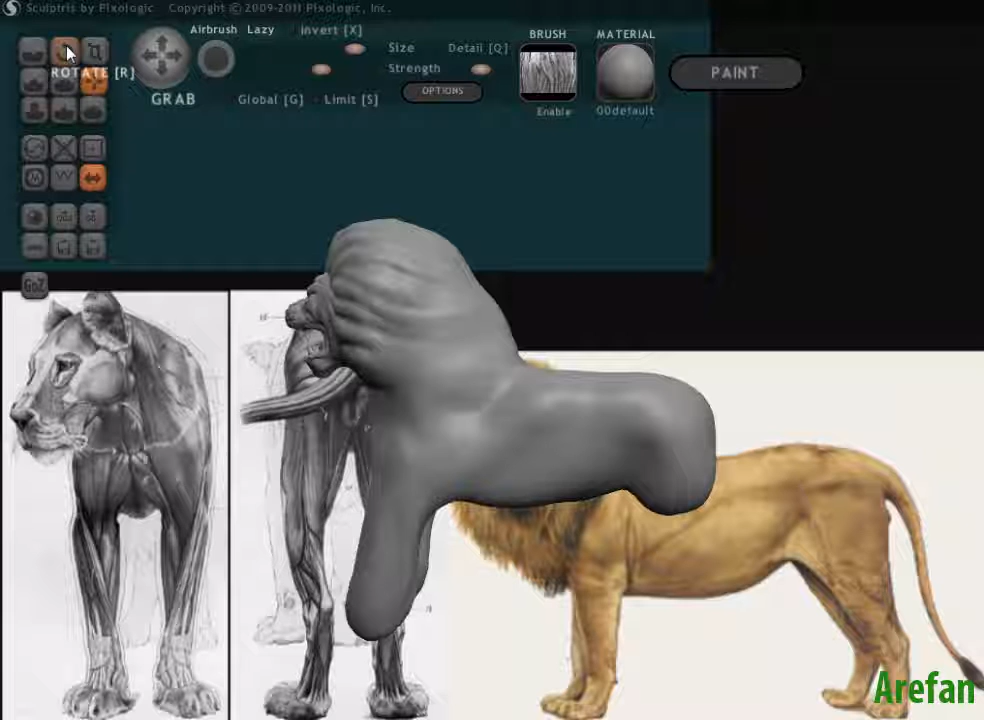 Sculptris by Pixologic   Copyright © 2009-2011 Pixologic, Inc.
Airbrush Lazy Invert [X]
Size Detail [Q]
Strength
ROTATE [R]
GRAB
Global [G] Limit [S]
OPTIONS
BRUSH
Enable
MATERIAL
00default
PAINT
GoZ
Arefan